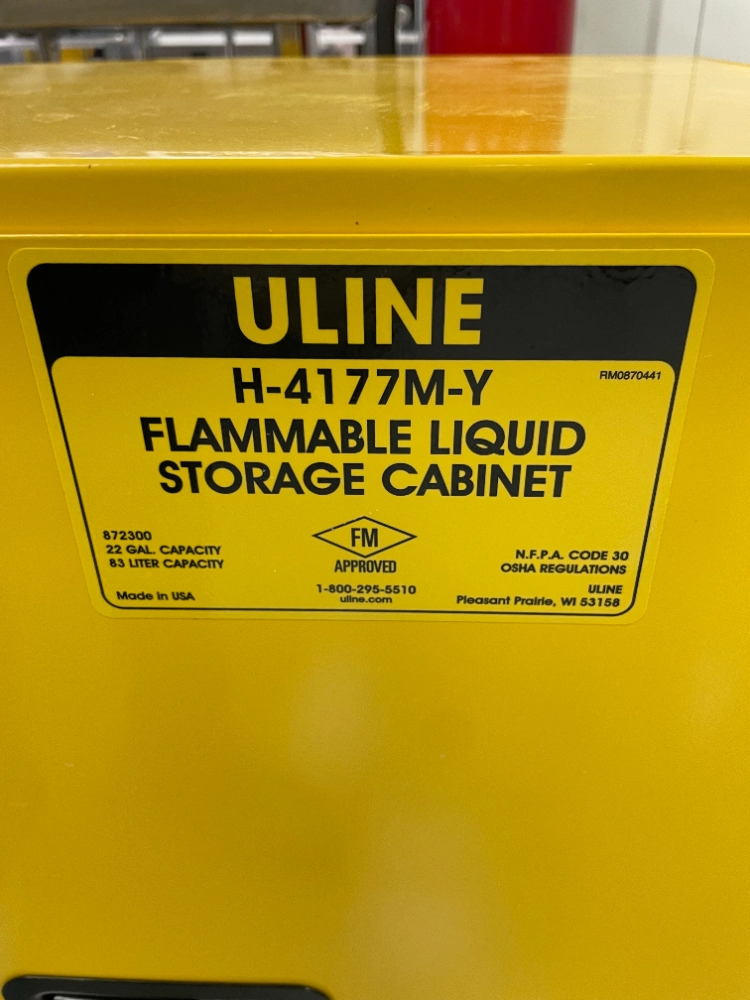 ULINE
H-4177M-Y
RM0870441
FLAMMABLE LIQUID
STORAGE CABINET
872300
22 GAL. CAPACITY
83 LITER CAPACITY
Made in USA
FM
APPROVED
1-800-295-5510
uline.com
N.F.P.A. CODE 30
OSHA REGULATIONS
ULINE
Pleasant Prairie, WI 53158